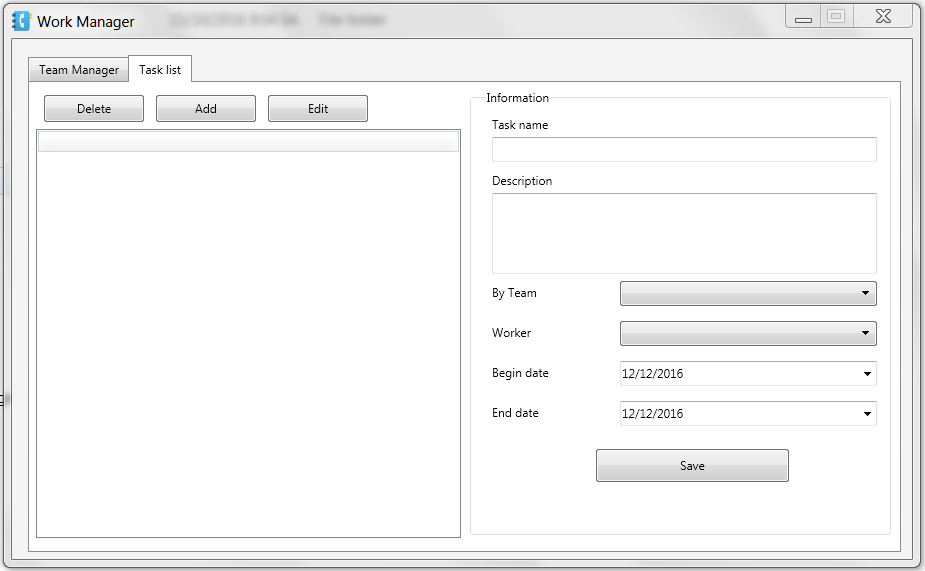 Work Manager
Team Manager Task list
Delete Add Edit
Information
Task name
Description
By Team
Worker
Begin date 12/12/2016
End date 12/12/2016
Save